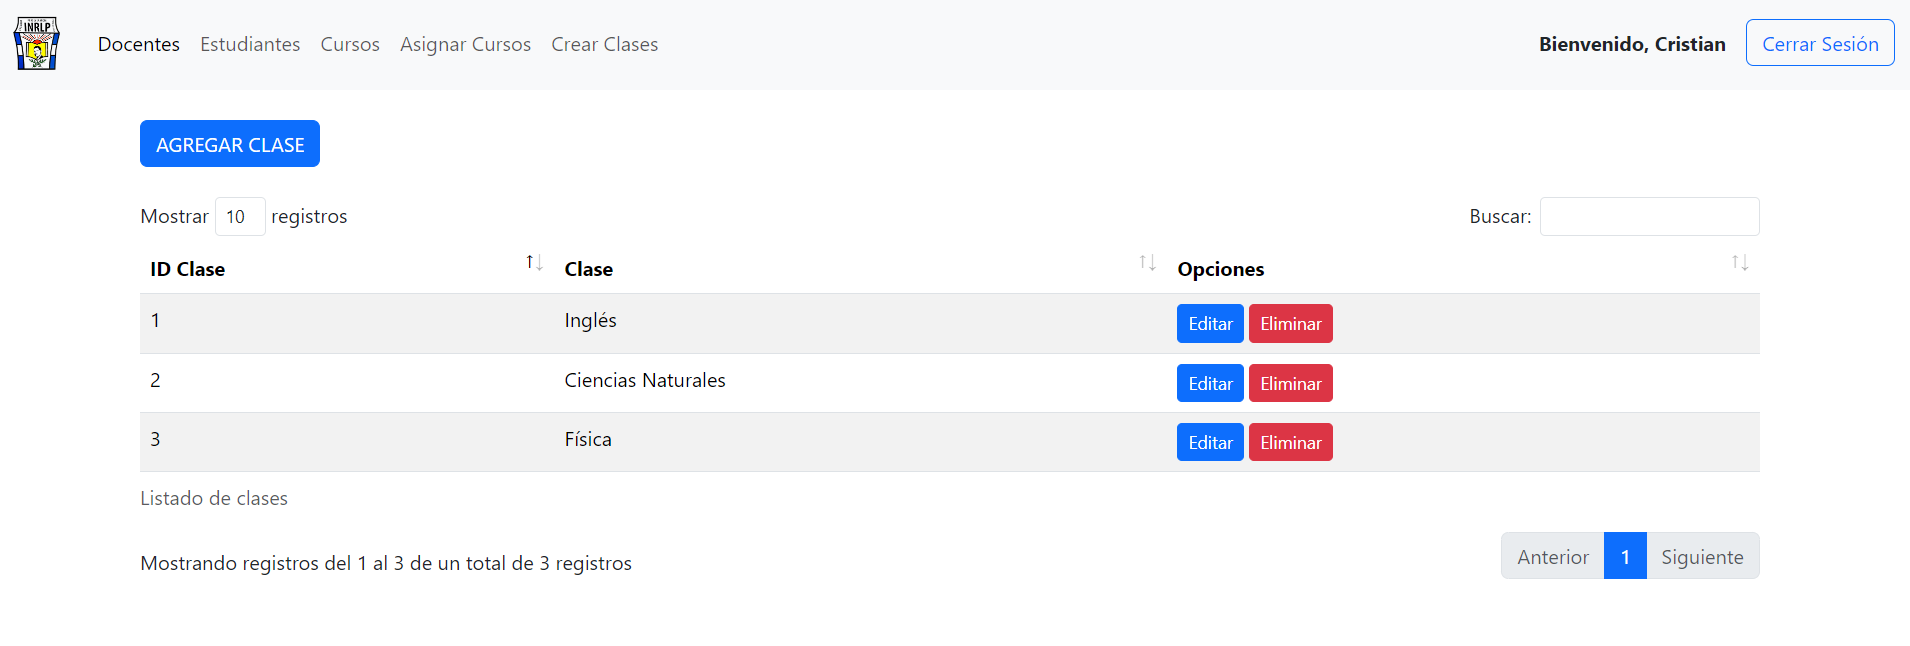 INRLP
Docentes Estudiantes Cursos Asignar Cursos Crear Clases Bienvenido, Cristian Cerrar Sesión
AGREGAR CLASE
Mostrar 10 registros Buscar:
ID Clase Clase Opciones
1 Inglés Editar Eliminar
2 Ciencias Naturales Editar Eliminar
3 Física Editar Eliminar
Listado de clases
Mostrando registros del 1 al 3 de un total de 3 registros Anterior 1 Siguiente